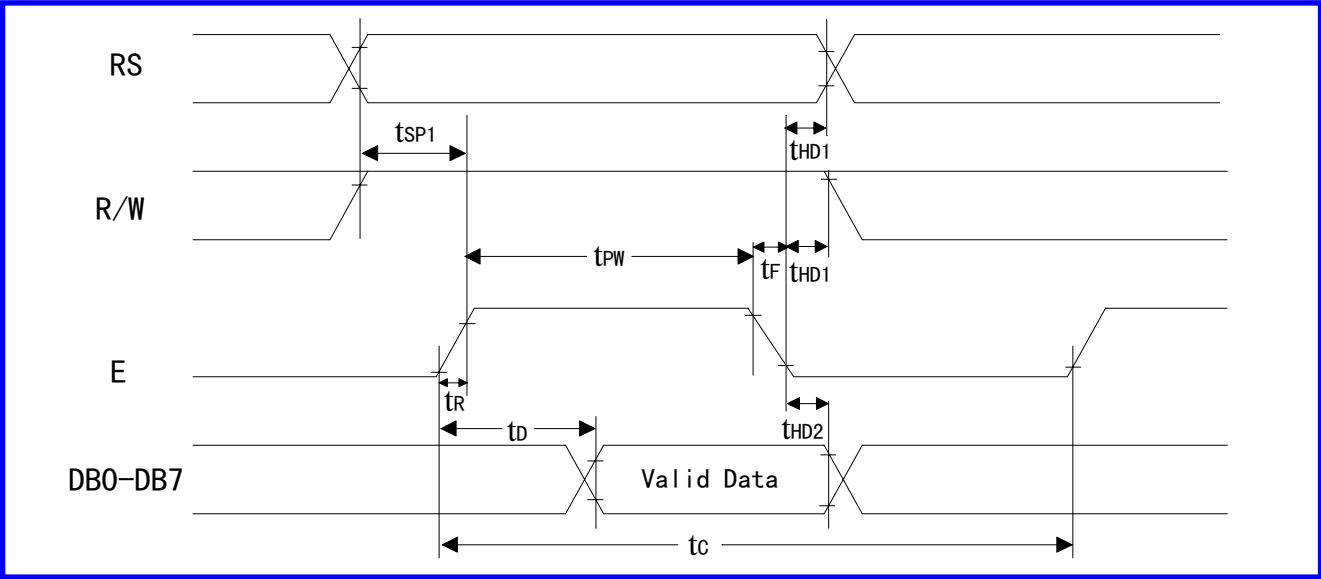 RS
tSP1
tHD1
R/W
tPW
tF
tHD1
E
tR
tD
tHD2
DB0-DB7
Valid Data
tC